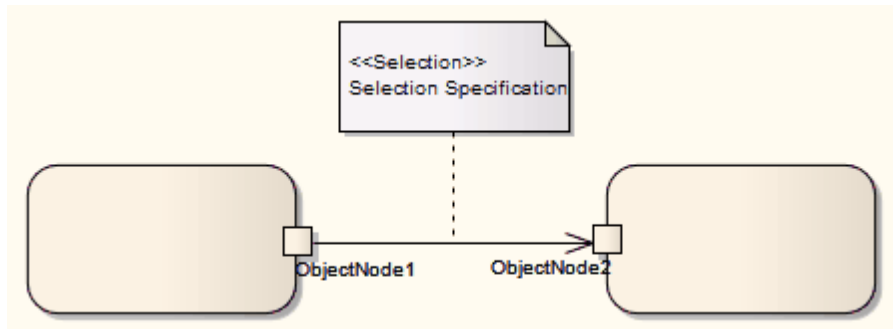 <<Selection>>
Selection Specification
ObjectNode1
ObjectNode2